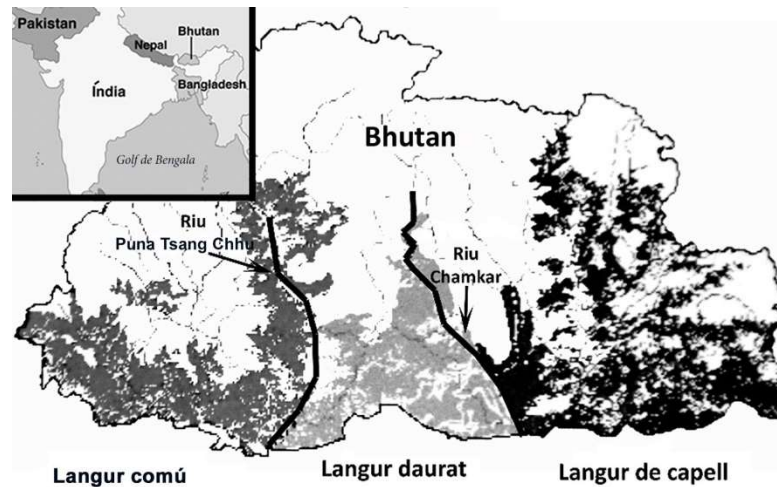 Pakistan
Nepal
Bhutan
Índia
Bangladesh
Golf de Bengala
Bhutan
Riu
Puna Tsang Chhu
Riu
Chamkar
Langur comú
Langur daurat
Langur de capell